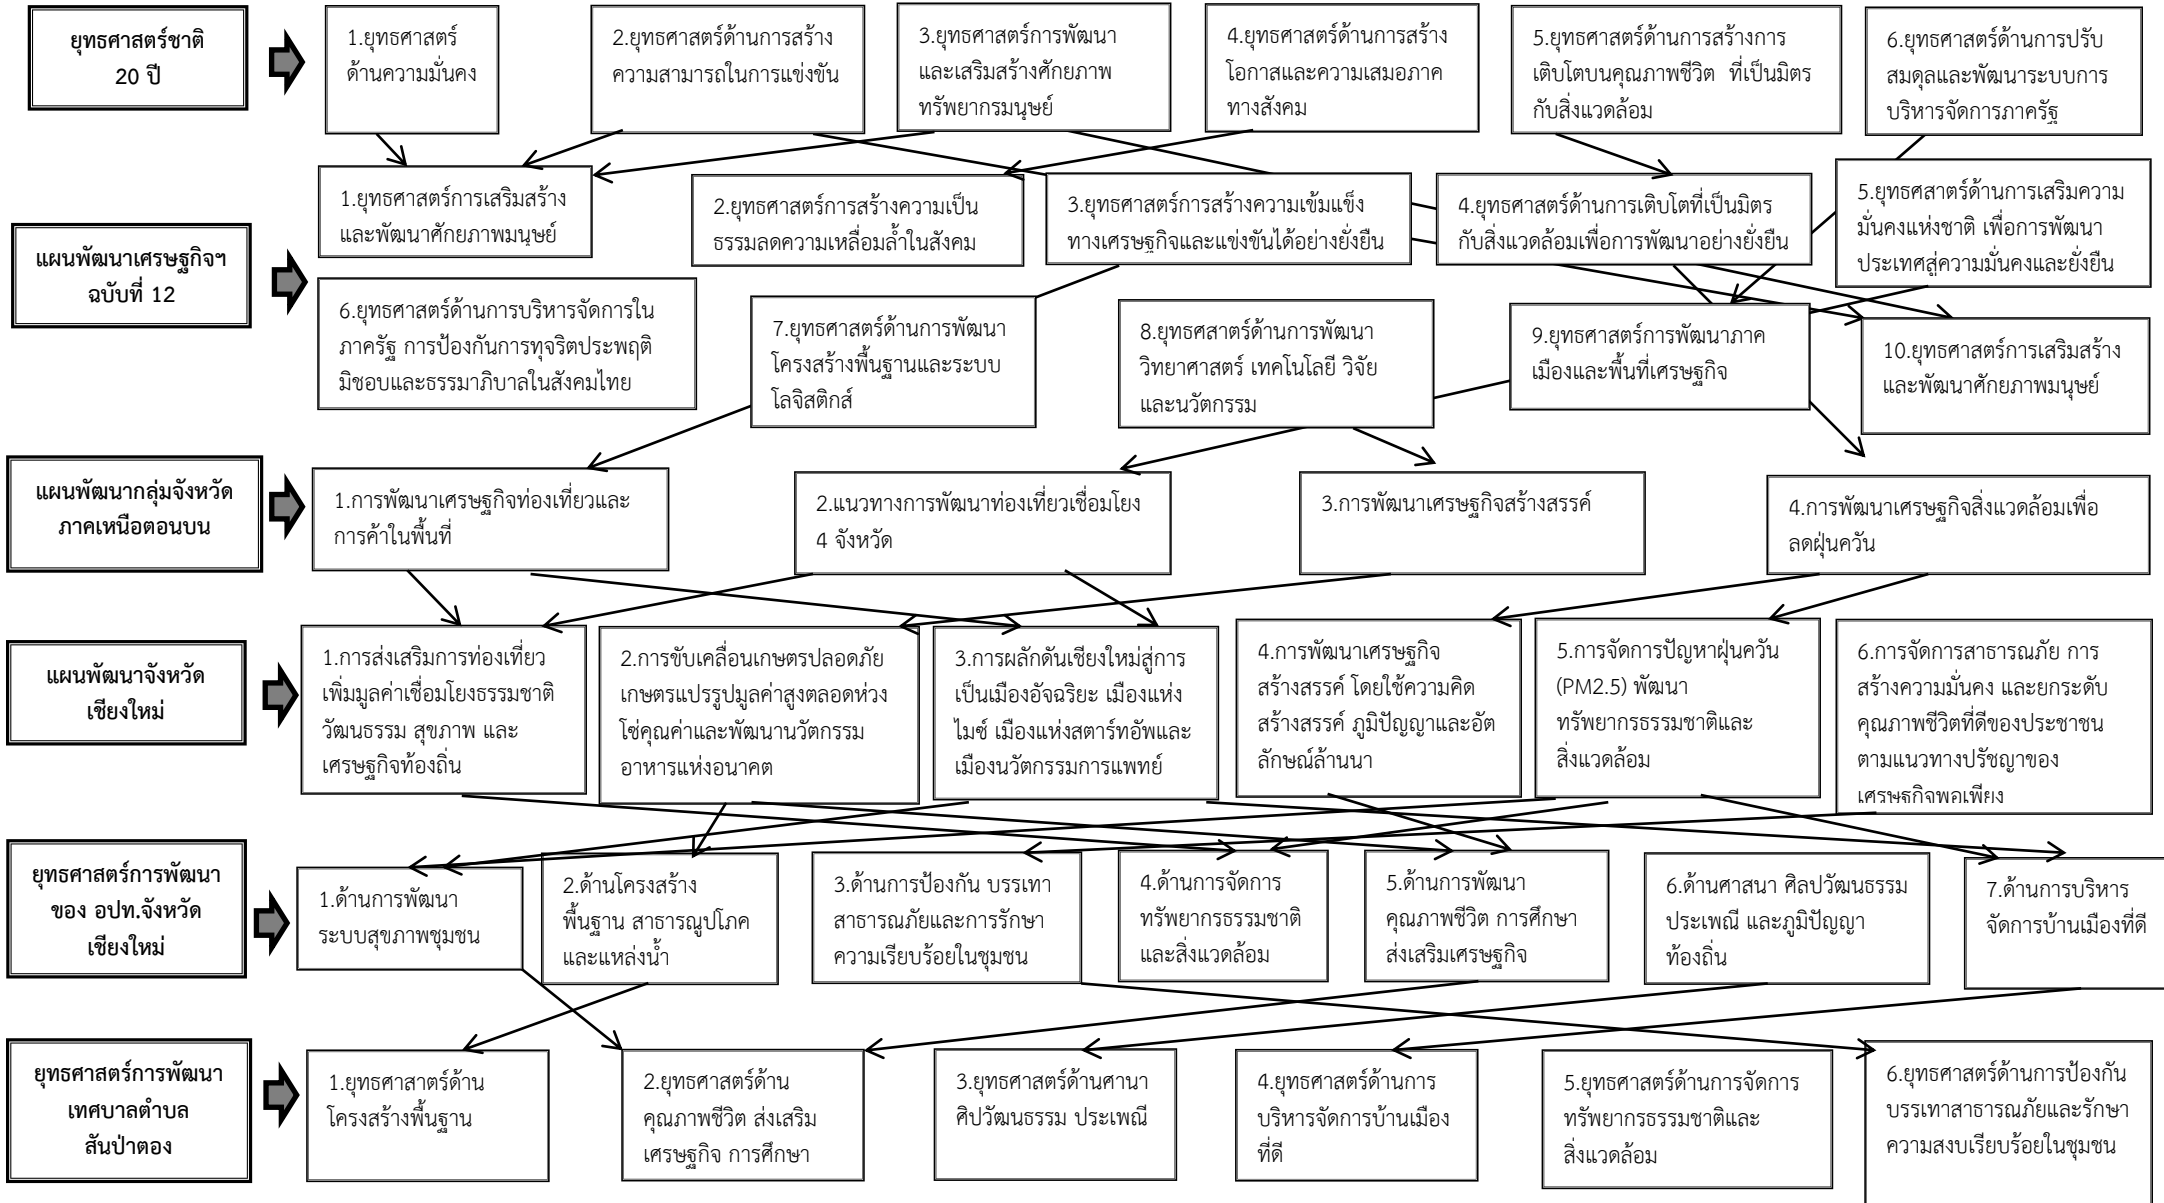 ยุทธศาสตร์ชาติ
20 ปี
1.ยุทธศาสตร์
ด้านความมั่นคง
2.ยุทธศาสตร์ด้านการสร้าง
ความสามารถในการแข่งขัน
3.ยุทธศาสตร์การพัฒนา
และเสริมสร้างศักยภาพ
ทรัพยากรมนุษย์
4.ยุทธศาสตร์ด้านการสร้าง
โอกาสและความเสมอภาค
ทางสังคม
5.ยุทธศาสตร์ด้านการสร้างการ
เติบโตบนคุณภาพชีวิต ที่เป็นมิตร
กับสิ่งแวดล้อม
6.ยุทธศาสตร์ด้านการปรับ
สมดุลและพัฒนาระบบการ
บริหารจัดการภาครัฐ
แผนพัฒนาเศรษฐกิจฯ
ฉบับที่ 12
1.ยุทธศาสตร์การเสริมสร้าง
และพัฒนาศักยภาพมนุษย์
2.ยุทธศาสตร์การสร้างความเป็น
ธรรมลดความเหลื่อมล้ำในสังคม
3.ยุทธศาสตร์การสร้างความเข้มแข็ง
ทางเศรษฐกิจและแข่งขันได้อย่างยั่งยืน
4.ยุทธศาสตร์ด้านการเติบโตที่เป็นมิตร
กับสิ่งแวดล้อมเพื่อการพัฒนาอย่างยั่งยืน
5.ยุทธศสาตร์ด้านการเสริมความ
มั่นคงแห่งชาติ เพื่อการพัฒนา
ประเทศสู่ความมั่นคงและยั่งยืน
6.ยุทธศาสตร์ด้านการบริหารจัดการใน
ภาครัฐ การป้องกันการทุจริตประพฤติ
มิชอบและธรรมาภิบาลในสังคมไทย
7.ยุทธศาสตร์ด้านการพัฒนา
โครงสร้างพื้นฐานและระบบ
โลจิสติกส์
8.ยุทธศสาตร์ด้านการพัฒนา
วิทยาศาสตร์ เทคโนโลยี วิจัย
และนวัตกรรม
9.ยุทธศาสตร์การพัฒนาภาค
เมืองและพื้นที่เศรษฐกิจ
10.ยุทธศาสตร์การเสริมสร้าง
และพัฒนาศักยภาพมนุษย์
แผนพัฒนากลุ่มจังหวัด
ภาคเหนือตอนบน
1.การพัฒนาเศรษฐกิจท่องเที่ยวและ
การค้าในพื้นที่
2.แนวทางการพัฒนาท่องเที่ยวเชื่อมโยง
4 จังหวัด
3.การพัฒนาเศรษฐกิจสร้างสรรค์
4.การพัฒนาเศรษฐกิจสิ่งแวดล้อมเพื่อ
ลดฝุ่นควัน
แผนพัฒนาจังหวัด
เชียงใหม่
1.การส่งเสริมการท่องเที่ยว
เพิ่มมูลค่าเชื่อมโยงธรรมชาติ
วัฒนธรรม สุขภาพ และ
เศรษฐกิจท้องถิ่น
2.การขับเคลื่อนเกษตรปลอดภัย
เกษตรแปรรูปมูลค่าสูงตลอดห่วง
โซ่คุณค่าและพัฒนานวัตกรรม
อาหารแห่งอนาคต
3.การผลักดันเชียงใหม่สู่การ
เป็นเมืองอัจฉริยะ เมืองแห่ง
ไมซ์ เมืองแห่งสตาร์ทอัพและ
เมืองนวัตกรรมการแพทย์
4.การพัฒนาเศรษฐกิจ
สร้างสรรค์ โดยใช้ความคิด
สร้างสรรค์ ภูมิปัญญาและอัต
ลักษณ์ล้านนา
5.การจัดการปัญหาฝุ่นควัน
(PM2.5) พัฒนา
ทรัพยากรธรรมชาติและ
สิ่งแวดล้อม
6.การจัดการสาธารณภัย การ
สร้างความมั่นคง และยกระดับ
คุณภาพชีวิตที่ดีของประชาชน
ตามแนวทางปรัชญาของ
เศรษฐกิจพอเพียง
ยุทธศาสตร์การพัฒนา
ของ อปท.จังหวัด
เชียงใหม่
1.ด้านการพัฒนา
ระบบสุขภาพชุมชน
2.ด้านโครงสร้าง
พื้นฐาน สาธารณูปโภค
และแหล่งน้ำ
3.ด้านการป้องกัน บรรเทา
สาธารณภัยและการรักษา
ความเรียบร้อยในชุมชน
4.ด้านการจัดการ
ทรัพยากรธรรมชาติ
และสิ่งแวดล้อม
5.ด้านการพัฒนา
คุณภาพชีวิต การศึกษา
ส่งเสริมเศรษฐกิจ
6.ด้านศาสนา ศิลปวัฒนธรรม
ประเพณี และภูมิปัญญา
ท้องถิ่น
7.ด้านการบริหาร
จัดการบ้านเมืองที่ดี
ยุทธศาสตร์การพัฒนา
เทศบาลตำบล
สันป่าตอง
1.ยุทธศาสาตร์ด้าน
โครงสร้างพื้นฐาน
2.ยุทธศาสตร์ด้าน
คุณภาพชีวิต ส่งเสริม
เศรษฐกิจ การศึกษา
3.ยุทธศาสตร์ด้านศานา
ศิปวัฒนธรรม ประเพณี
4.ยุทธศาสตร์ด้านการ
บริหารจัดการบ้านเมือง
ที่ดี
5.ยุทธศาสตร์ด้านการจัดการ
ทรัพยากรธรรมชาติและ
สิ่งแวดล้อม
6.ยุทธศาสตร์ด้านการป้องกัน
บรรเทาสาธารณภัยและรักษา
ความสงบเรียบร้อยในชุมชน